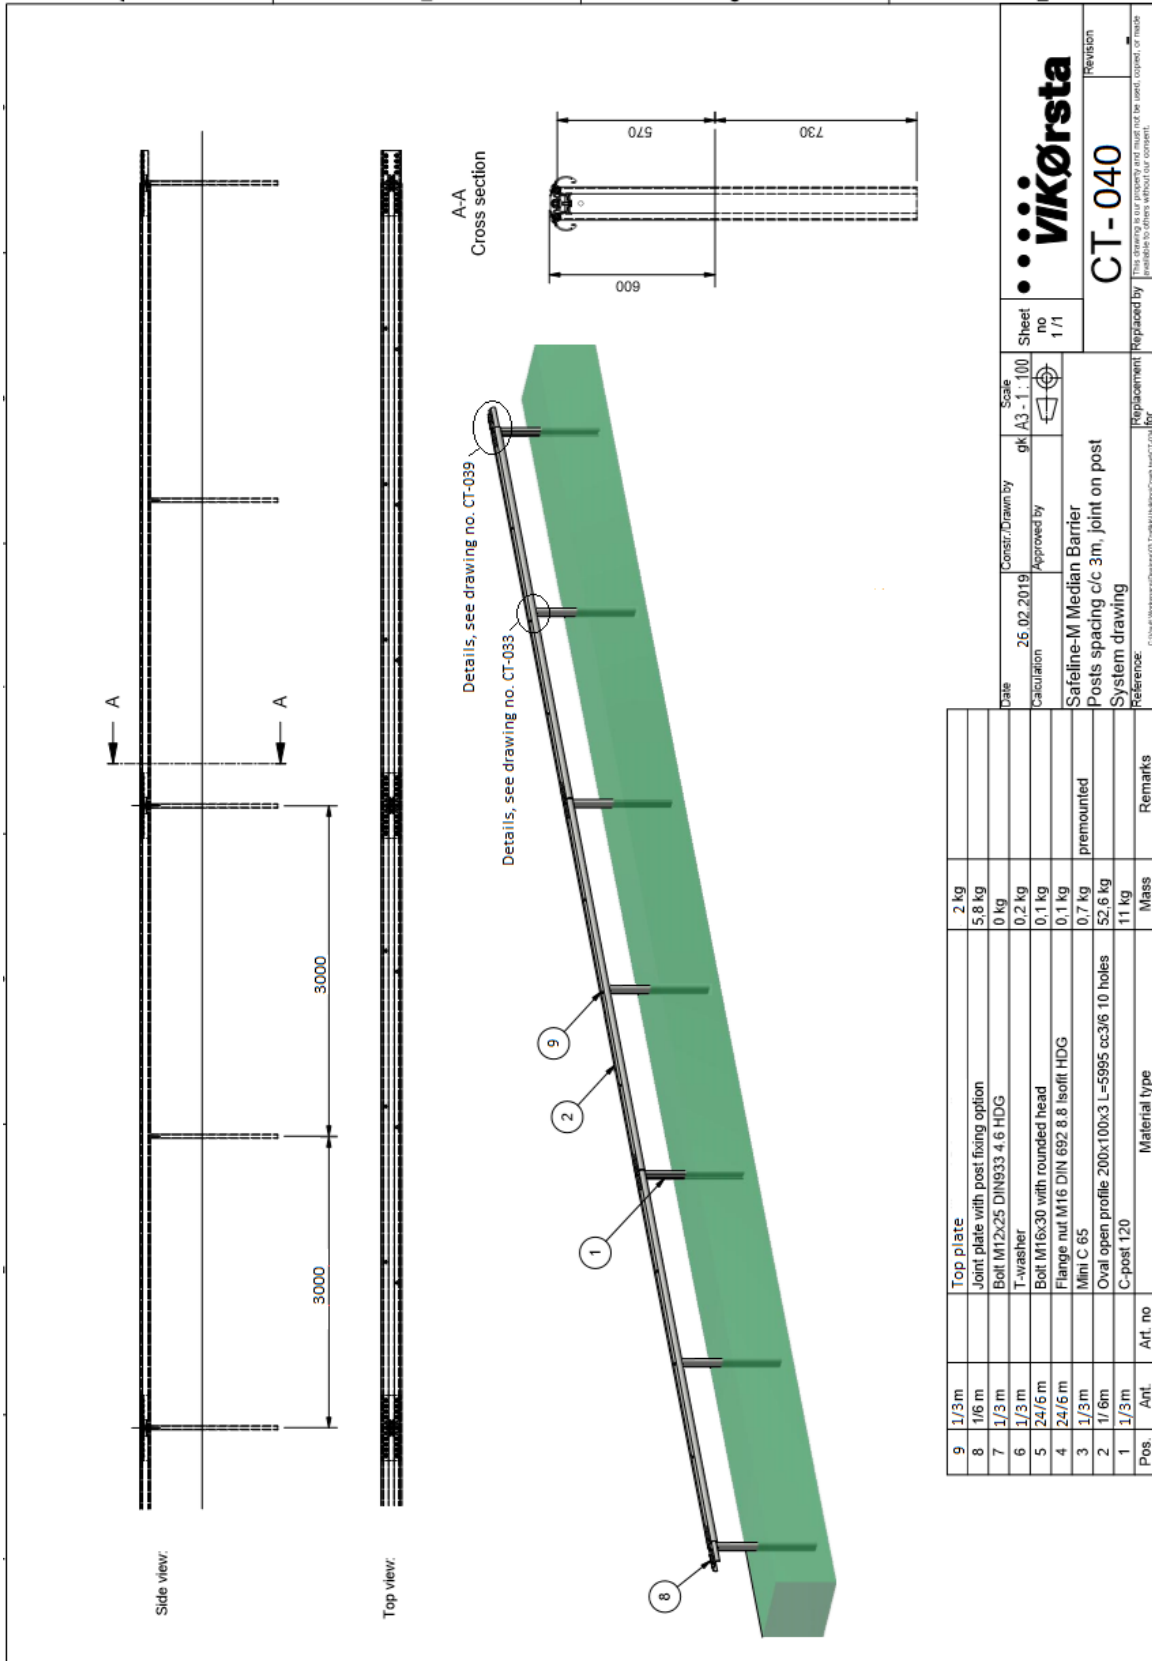 Side view:
A
A
3000
3000
Top view:
A-A
Cross section
600
570
730
Details, see drawing no. CT-039
Details, see drawing no. CT-033
9
2
1
8
9 1/3m Top plate 2 kg
8 1/6 m Joint plate with post fixing option 5,8 kg
7 1/3 m Bolt M12x25 DIN933 4.6 HDG 0 kg
6 1/3 m T-washer 0,2 kg
5 24/6 m Bolt M16x30 with rounded head 0,1 kg
4 24/6 m Flange nut M16 DIN 692 8.8 Isofit HDG 0,1 kg
3 1/3 m Mini C 65 0,7 kg premounted
2 1/ 6m Oval open profile 200x100x3 L=5995 cc3/6 10 holes 52,6 kg
1 1/3m C-post 120 11 kg
Pos. Ant. Art. no Material type Mass Remarks
Date 26.02.2019
Constr./Drawn by gk
Scale A3 - 1 : 100
Sheet no 1 /1
Calculation
Approved by
VIKØrsta
Safeline-M Median Barrier
Posts spacing c/c 3m, joint on post
System drawing
CT- 040
Revision
-
Reference:
Replacement for
Replaced by
This drawing is our property and must not be used, copied, or made
available to others without our consent.